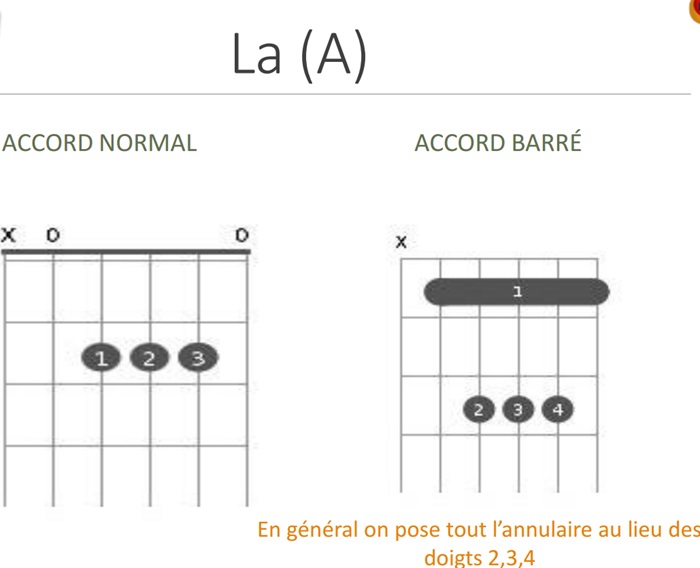 La (A)
ACCORD NORMAL
ACCORD BARRÉ
X O O
1 2 3
X
1
2 3 4
En général on pose tout l’annulaire au lieu des
doigts 2,3,4